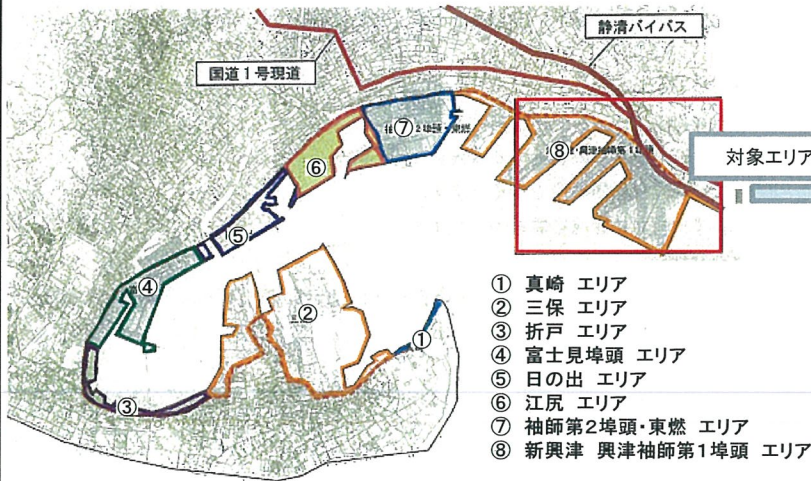 静清バイパス
国道1号現道
⑦
⑧
⑥
対象エリア
⑤
④
②
①
③
① 真崎 エリア
② 三保 エリア
③ 折戸 エリア
④ 富士見埠頭 エリア
⑤ 日の出 エリア
⑥ 江尻 エリア
⑦ 袖師第2埠頭・東燃 エリア
⑧ 新興津 興津袖師第1埠頭 エリア